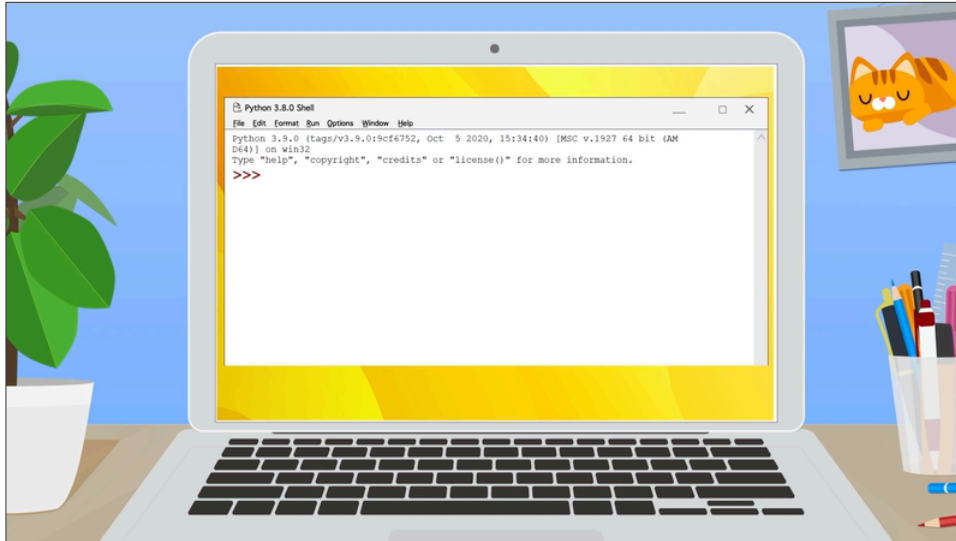 Python 3.8.0 Shell
File Edit Format Run Options Window Help
Python 3.9.0 (tags/v3.9.0:9cf6752, Oct  5 2020, 15:34:40) [MSC v.1927 64 bit (AM
D64)] on win32
Type "help", "copyright", "credits" or "license()" for more information.
>>>